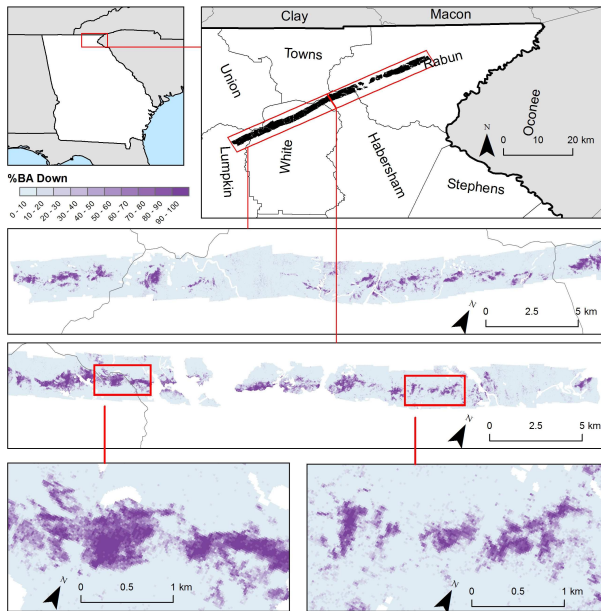 Clay
Macon
Towns
Union
Rabun
Lumpkin
White
Habersham
Stephens
Oconee
N
0 10 20 km
%BA Down
0 - 10
10 - 20
20 - 30
30 - 40
40 - 50
50 - 60
60 - 70
70 - 80
80 - 90
90 - 100
N
0 2.5 5 km
N
0 2.5 5 km
N
0 0.5 1 km
N
0 0.5 1 km